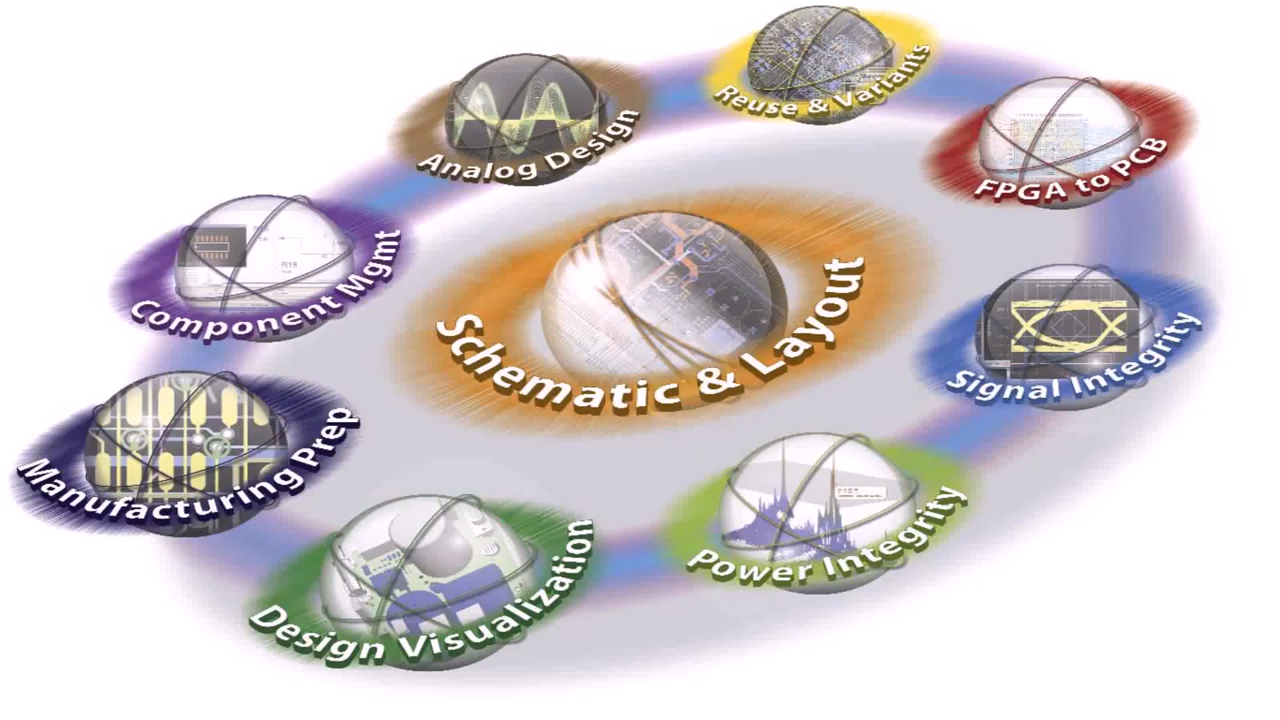 Reuse & Variants
Analog Design
FPGA to PCB
Component Mgmt
R15
Schematic & Layout
Signal Integrity
Manufacturing Prep
Power Integrity
Design Visualization